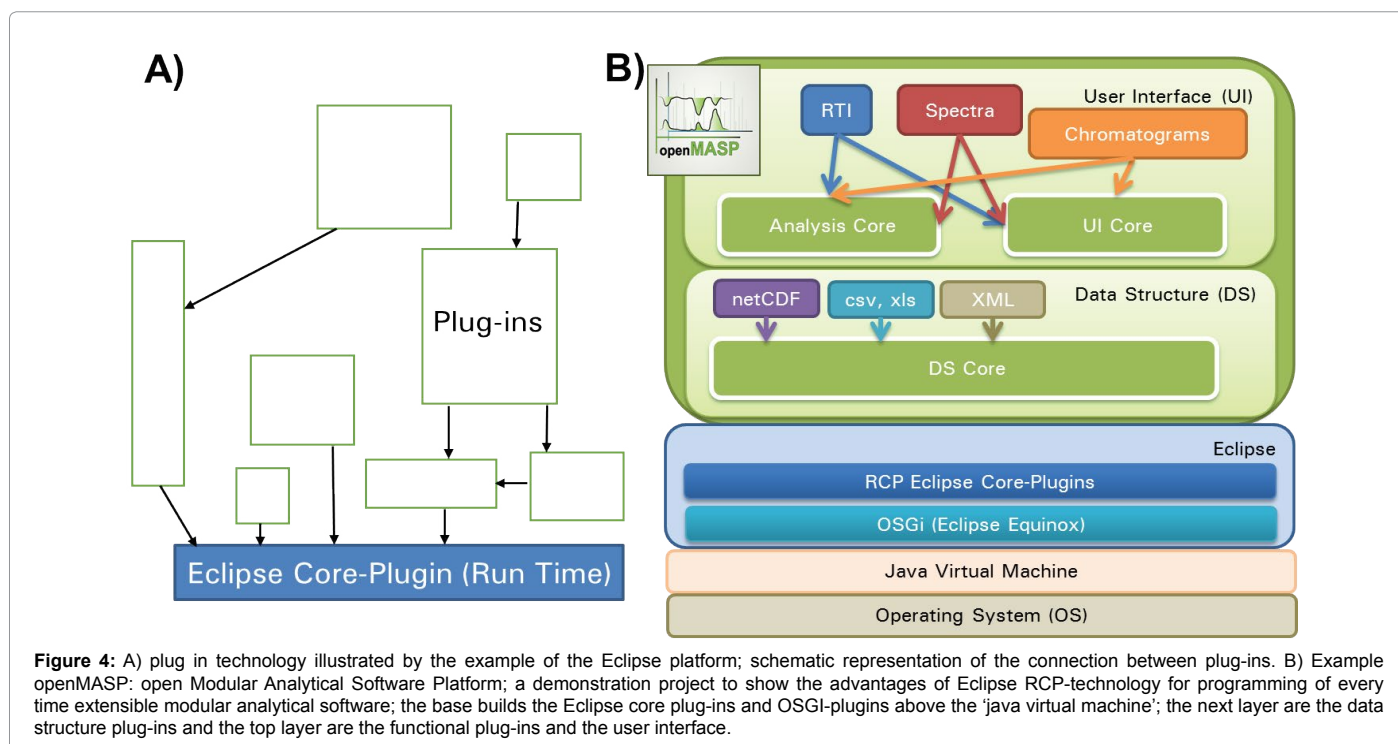 A)
Plug-ins
Eclipse Core-Plugin (Run Time)
B)
openMASP
User Interface (UI)
RTI
Spectra
Chromatograms
Analysis Core
UI Core
Data Structure (DS)
netCDF
csv, xls
XML
DS Core
Eclipse
RCP Eclipse Core-Plugins
OSGi (Eclipse Equinox)
Java Virtual Machine
Operating System (OS)
Figure 4: A) plug in technology illustrated by the example of the Eclipse platform; schematic representation of the connection between plug-ins. B) Example
openMASP: open Modular Analytical Software Platform; a demonstration project to show the advantages of Eclipse RCP-technology for programming of every
time extensible modular analytical software; the base builds the Eclipse core plug-ins and OSGI-plugins above the ‘java virtual machine’; the next layer are the data
structure plug-ins and the top layer are the functional plug-ins and the user interface.